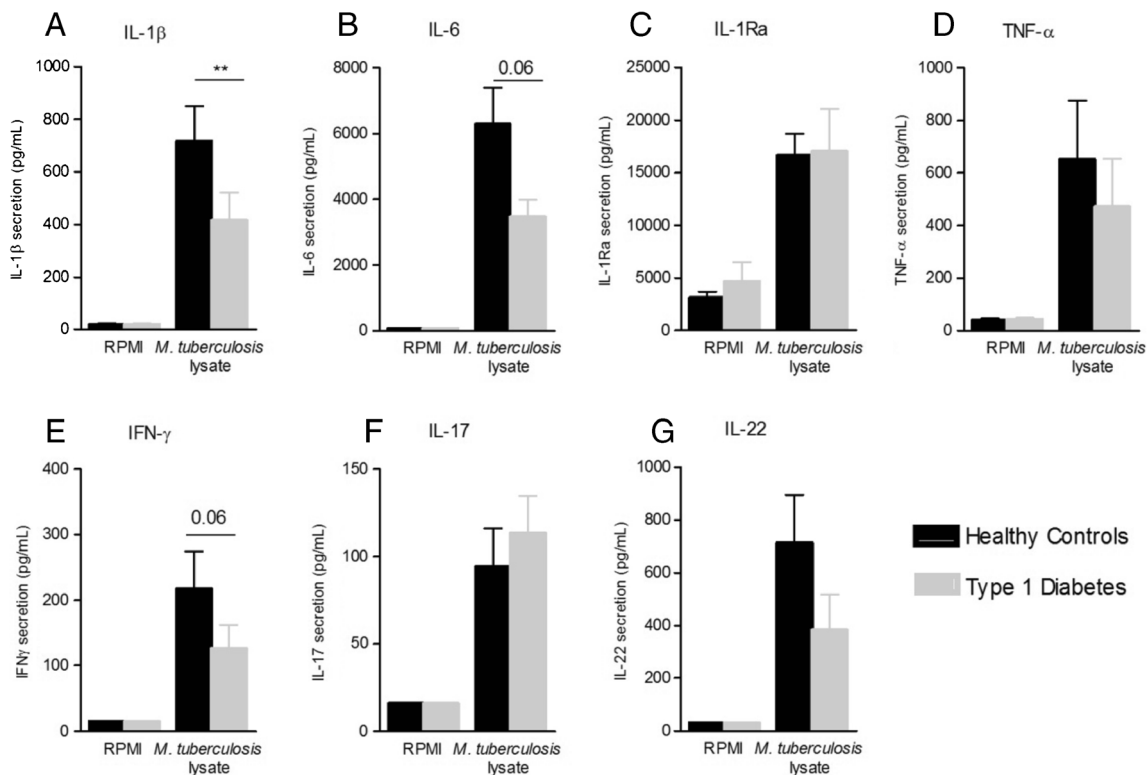 A
IL-1β
IL-1β secretion (pg/mL)
1000
800
600
400
200
0
**
RPMI
M. tuberculosis
lysate
B
IL-6
IL-6 secretion (pg/mL)
8000
6000
4000
2000
0
0.06
RPMI
M. tuberculosis
lysate
C
IL-1Ra
IL-1Ra secretion (pg/mL)
25000
20000
15000
10000
5000
0
RPMI
M. tuberculosis
lysate
D
TNF-α
TNF-α secretion (pg/mL)
1000
800
600
400
200
0
RPMI
M. tuberculosis
lysate
E
IFN-γ
IFNγ secretion (pg/mL)
400
300
200
100
0
0.06
RPMI
M. tuberculosis
lysate
F
IL-17
IL-17 secretion (pg/mL)
150
100
50
0
RPMI
M. tuberculosis
lysate
G
IL-22
IL-22 secretion (pg/mL)
1000
800
600
400
200
0
RPMI
M. tuberculosis
lysate
Healthy Controls
Type 1 Diabetes